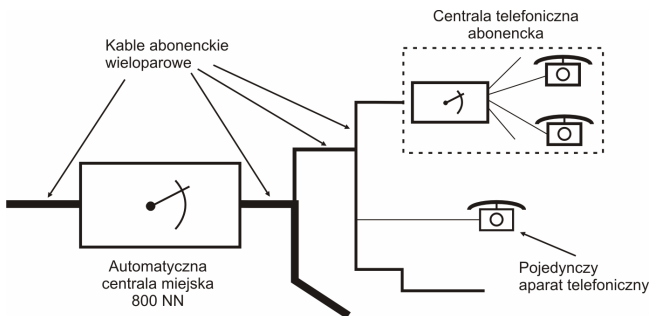 Centrala telefoniczna
abonencka
Kable abonenckie
wieloparowe
Automatyczna
centrala miejska
800 NN
Pojedynczy
aparat telefoniczny